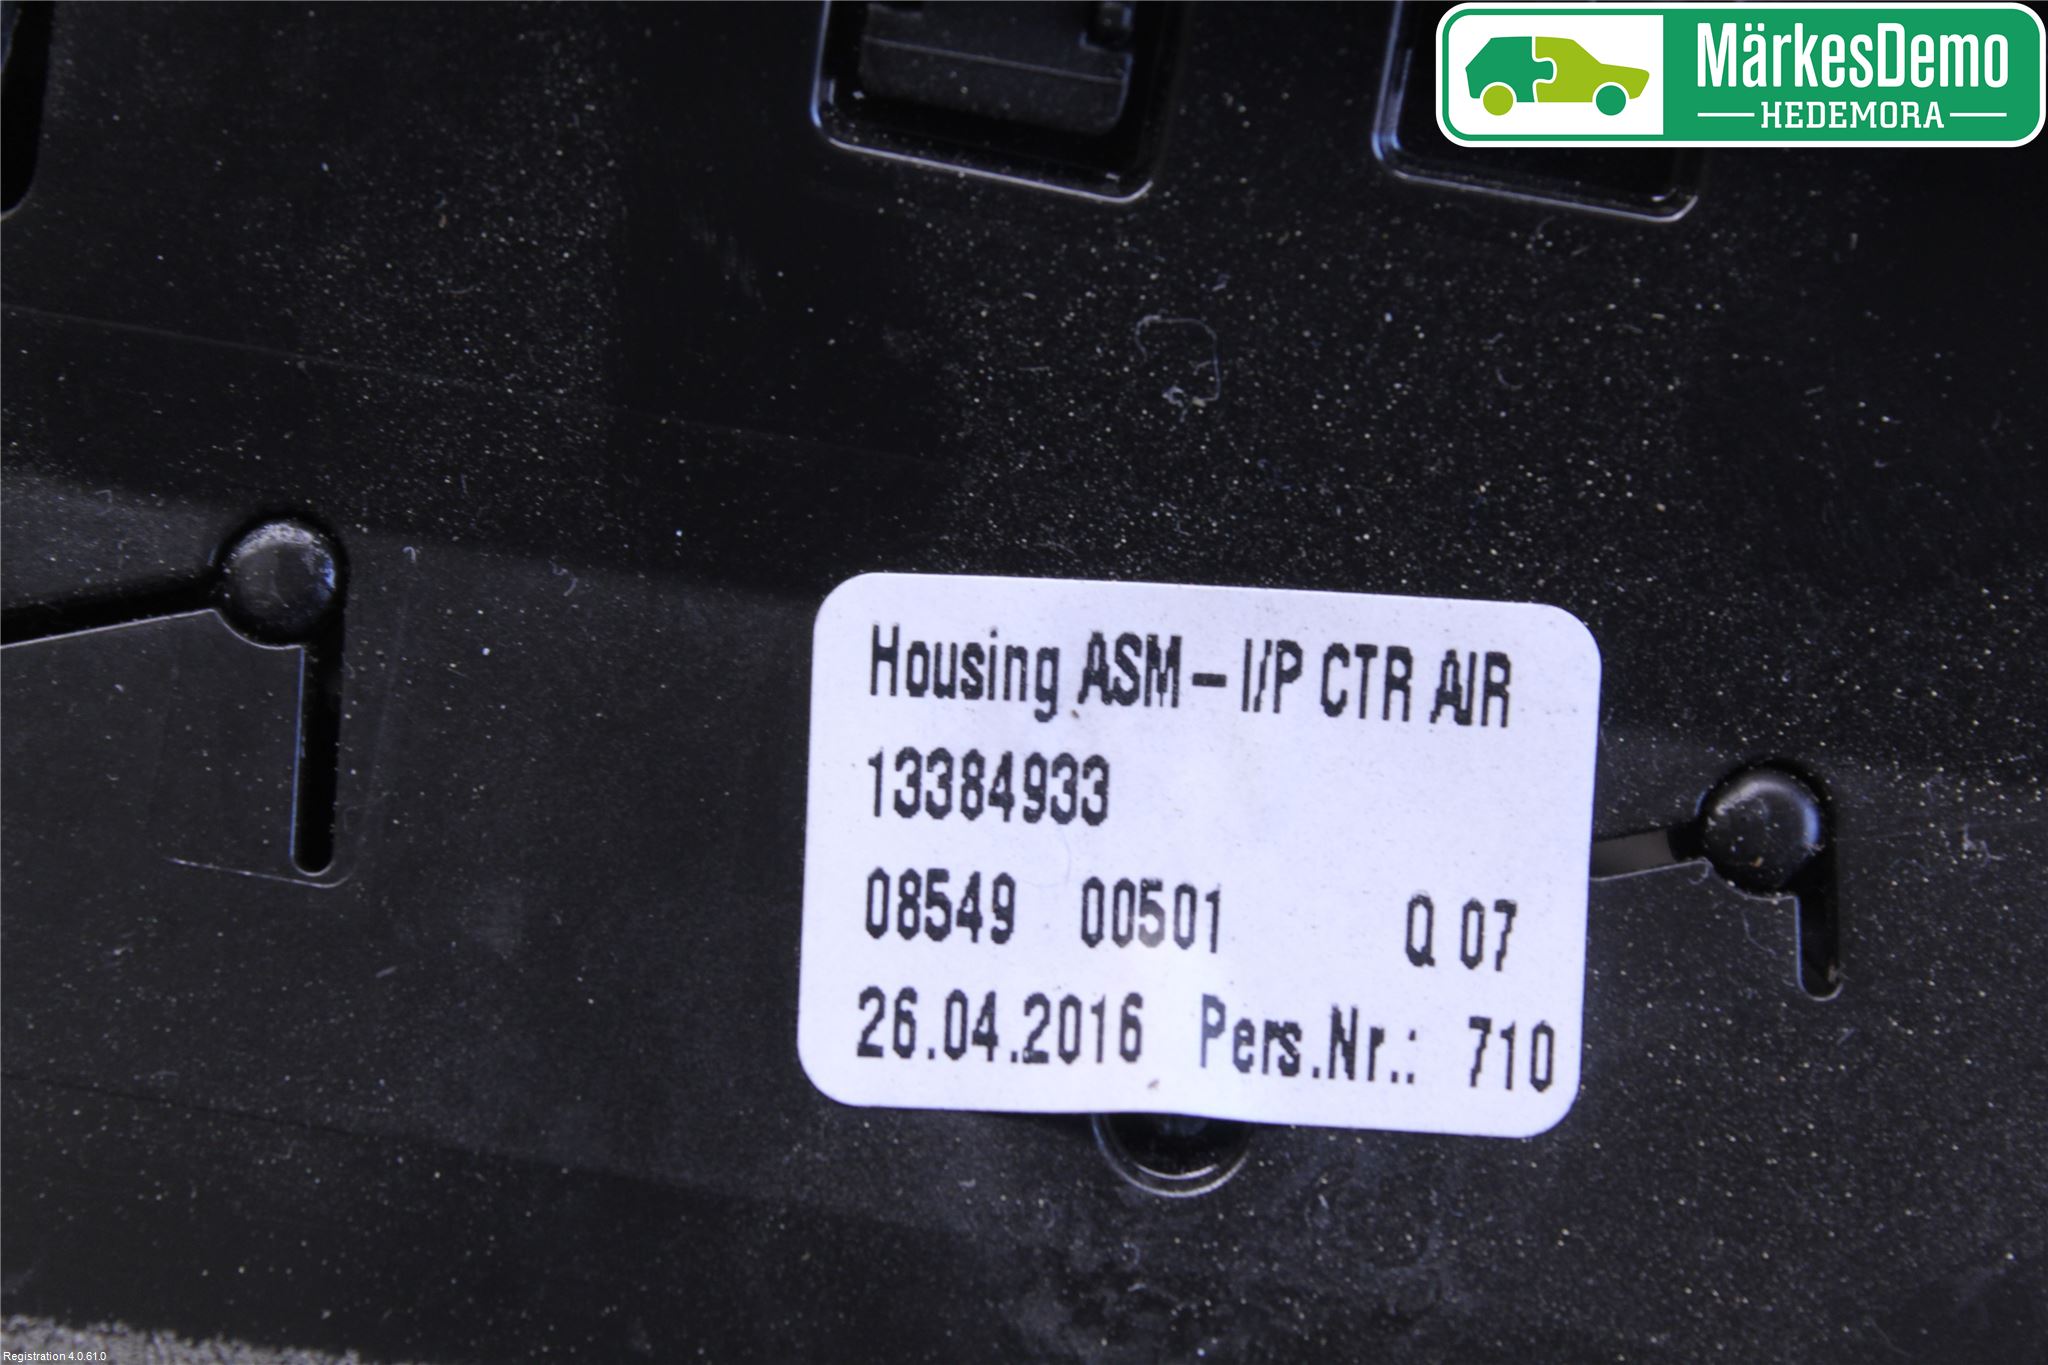 MärkesDemo
HEDEMORA
Housing ASM – I/P CTR AIR
13384933
08549 00501 Q 07
26.04.2016 Pers.Nr.: 710
Registration 4.0.61.0